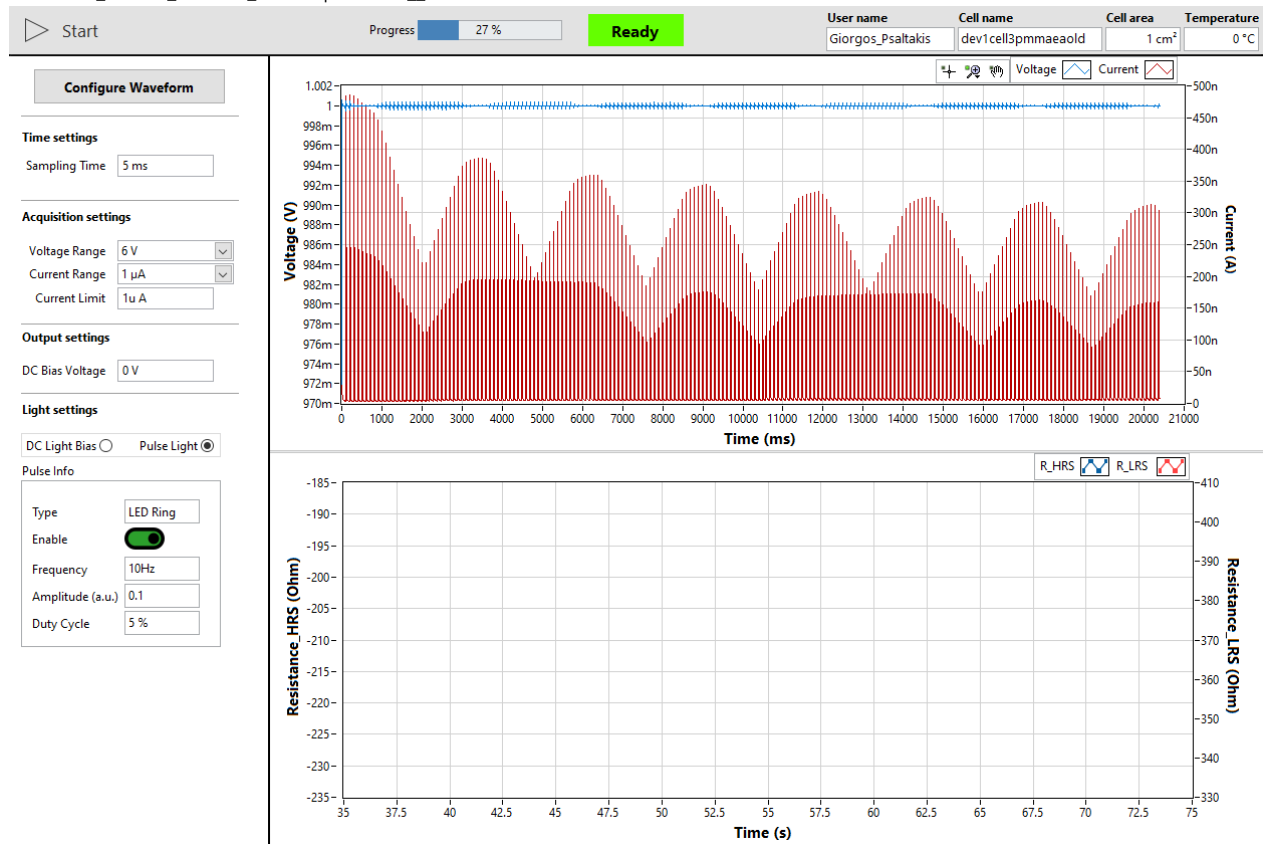 Start
Progress 27 %
Ready
User name Cell name Cell area Temperature
Giorgos_Psaltakis dev1cell3pmmaeaold 1 cm² 0 °C
Configure Waveform
Time settings
Sampling Time 5 ms
Acquisition settings
Voltage Range 6 V
Current Range 1 µA
Current Limit 1u A
Output settings
DC Bias Voltage 0 V
Light settings
DC Light Bias Pulse Light
Pulse Info
Type LED Ring
Enable
Frequency 10Hz
Amplitude (a.u.) 0.1
Duty Cycle 5 %
Voltage Current
1.002
1
998m
996m
994m
992m
990m
988m
986m
984m
982m
980m
978m
976m
974m
972m
970m
Voltage (V)
500n
450n
400n
350n
300n
250n
200n
150n
100n
50n
0
Current (A)
0 1000 2000 3000 4000 5000 6000 7000 8000 9000 10000 11000 12000 13000 14000 15000 16000 17000 18000 19000 20000 21000
Time (ms)
R_HRS R_LRS
-185
-190
-195
-200
-205
-210
-215
-220
-225
-230
-235
Resistance_HRS (Ohm)
410
400
390
380
370
360
350
340
330
Resistance_LRS (Ohm)
35 37.5 40 42.5 45 47.5 50 52.5 55 57.5 60 62.5 65 67.5 70 72.5 75
Time (s)